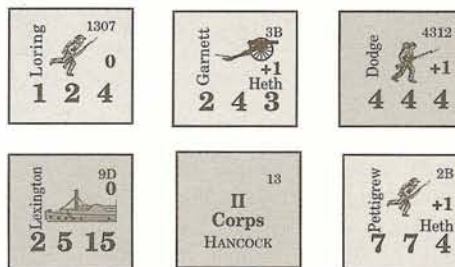 1307
Loring
0
1 2 4
3B
Garnett
+1
Heth
2 4 3
4312
Dodge
+1
4 4 4
9D
Lexington
0
2 5 15
13
II
Corps
HANCOCK
2B
Pettigrew
+1
Heth
7 7 4